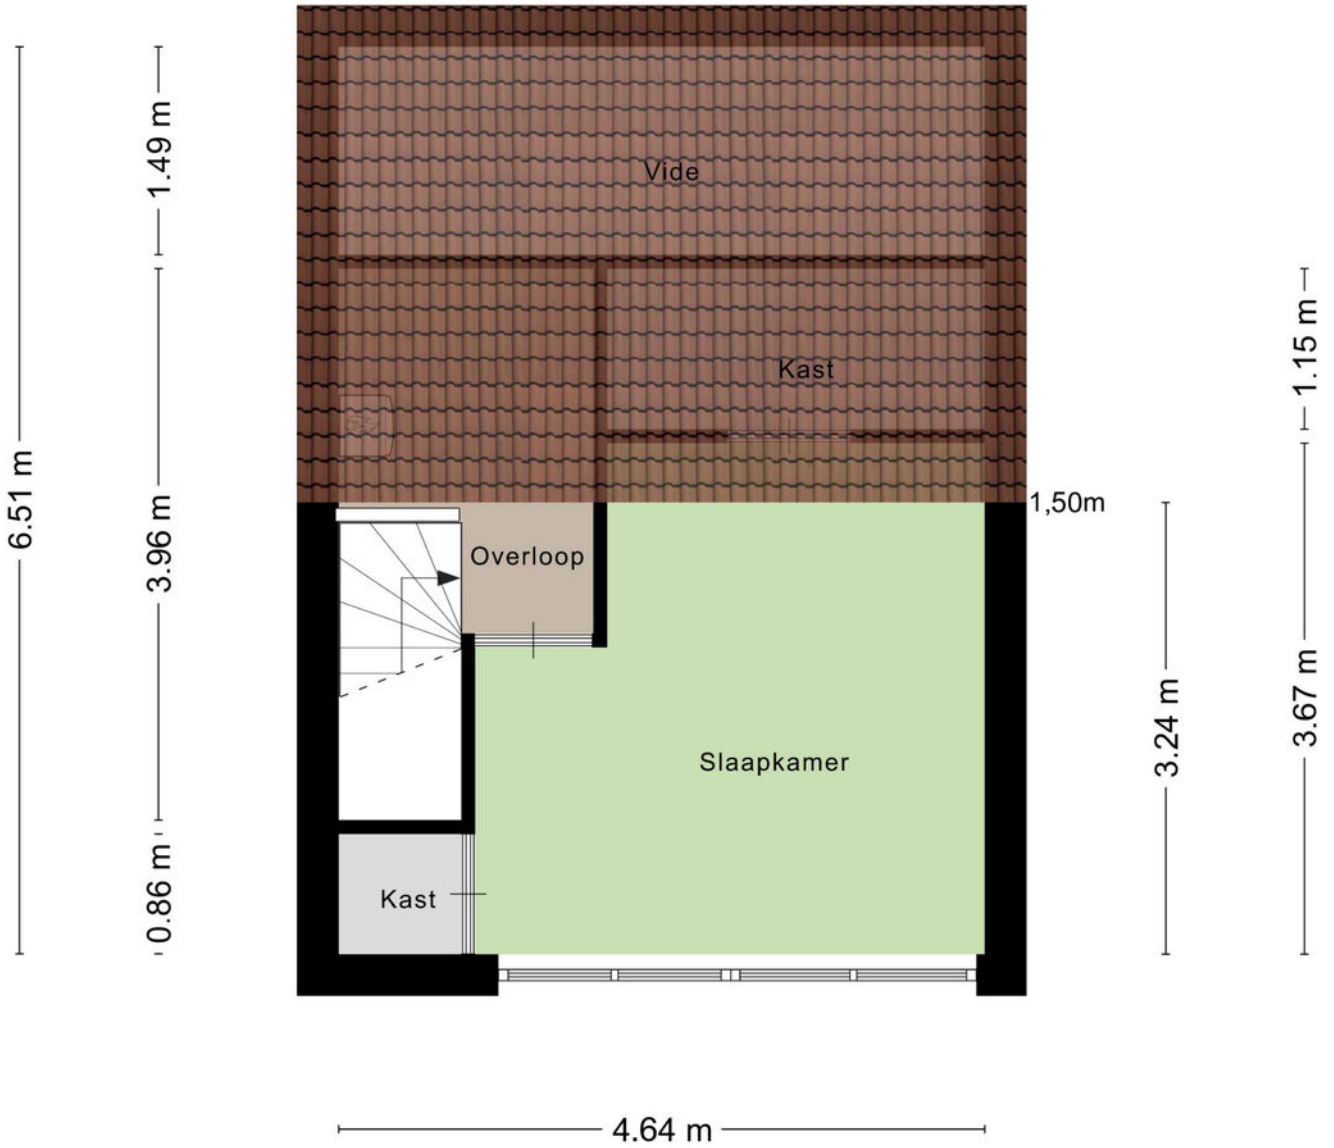 1.49 m
Vide
1.15 m
Kast
6.51 m
3.96 m
1,50m
Overloop
3.24 m
3.67 m
Slaapkamer
0.86 m
Kast
4.64 m